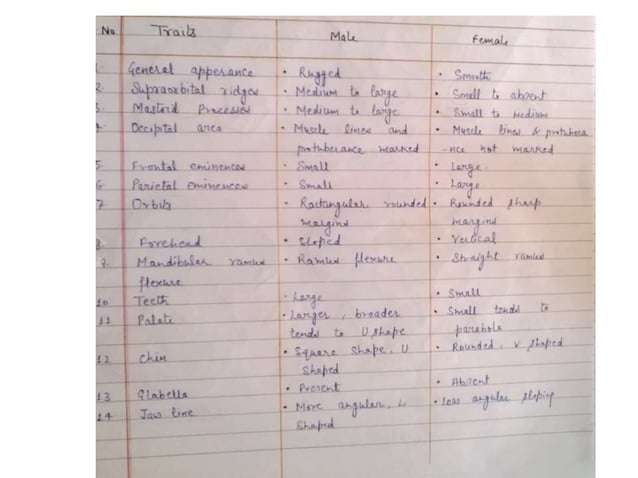 No Traits Male Female
1. General apperance • Rugged • Smooth
2. Supraorbital ridges • Medium to large • Small to absent
3. Mastoid Processes • Medium to large • Small to Medium
4. Occipital area • Muscle lines and • Muscle lines & protubera
protuberance marked -nce not marked
5. Frontal eminences • Small • Large.
6 Parietal eminences • Small • Large
7 Orbits • Ractangular rounded • Rounded sharp
margins margins
8. Forehead • Sloped • Vertical
9. Mandibular ramus • Ramus flexure • Straight ramus
flexure
10 Teeth • Large • Small
11 Palate • Larger, broader • Small tends to
tends to U shape parabola
12 Chin • Square Shape, U • Rounded, V shaped
Shaped
13 Glabella • Present • Absent
14 Jaw line • More angular, L • less angular sloping
Shaped